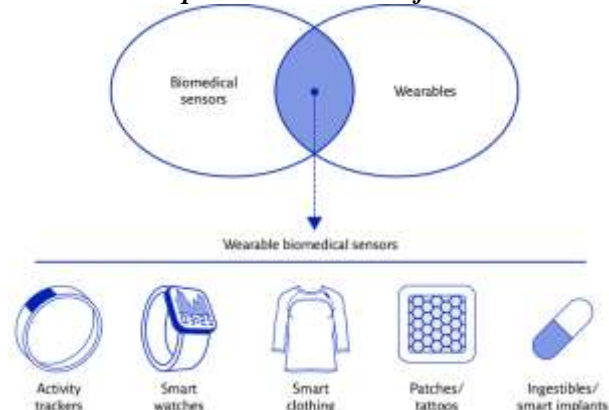 Biomedical
sensors
Wearables
Wearable biomedical sensors
Activity
trackers
Smart
watches
Smart
clothing
Patches/
tattoos
Ingestibles/
smart implants